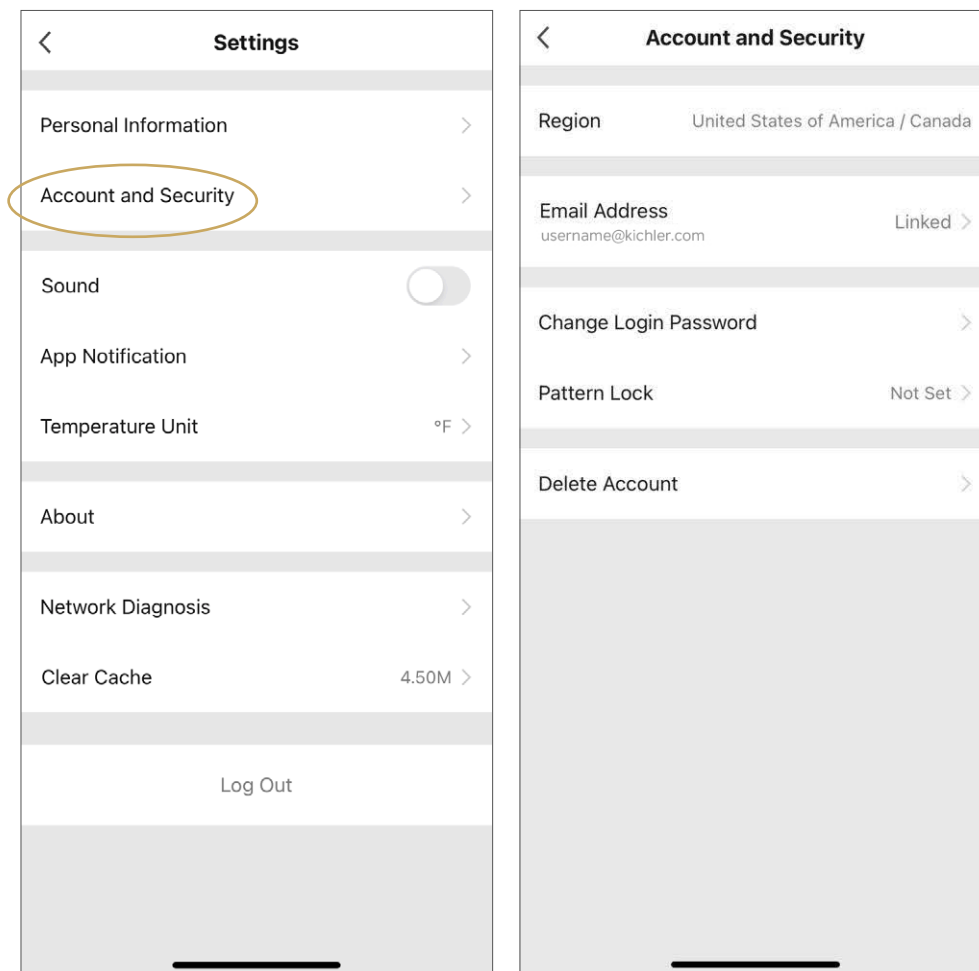 Settings
Personal Information
Account and Security
Sound
App Notification
Temperature Unit °F
About
Network Diagnosis
Clear Cache 4.50M
Log Out
Account and Security
Region United States of America / Canada
Email Address
username@kichler.com
Linked
Change Login Password
Pattern Lock Not Set
Delete Account